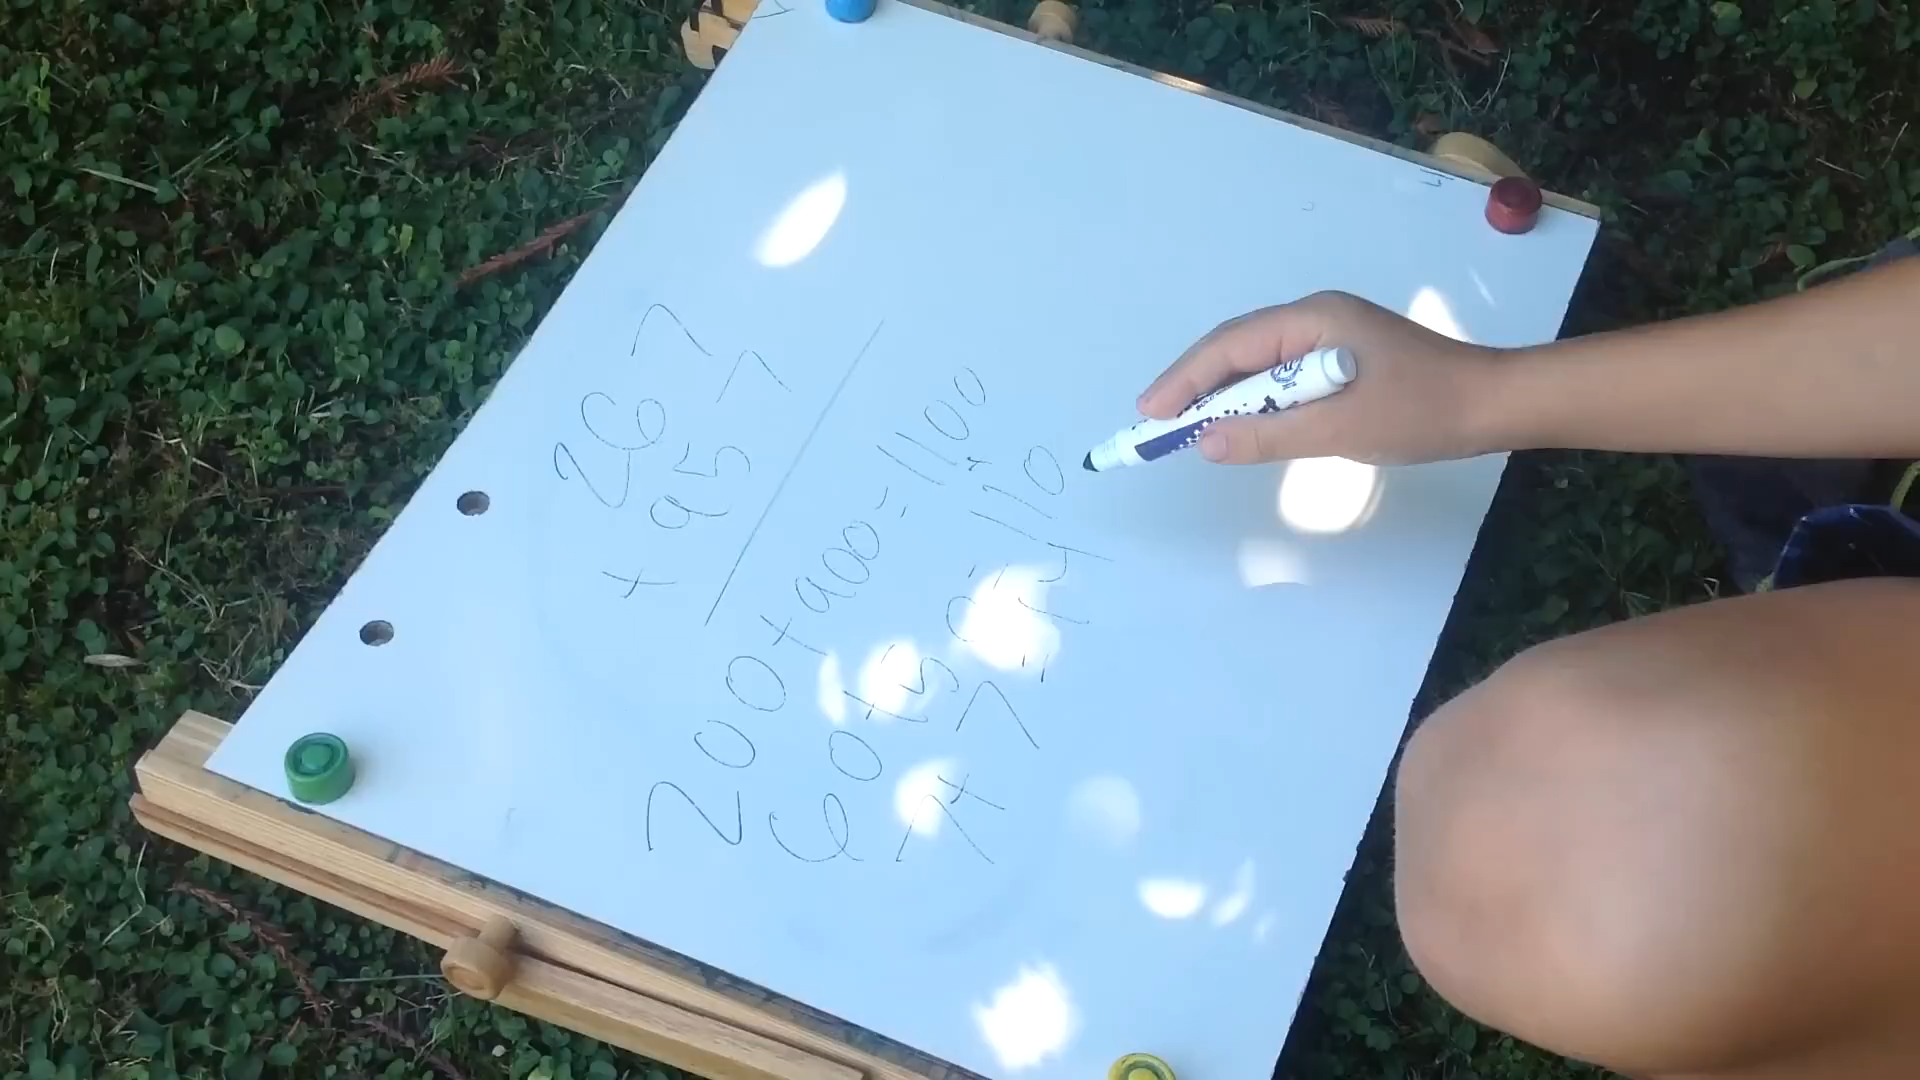 267
+ 957
200 + 900 = 1100
60 + 50 = + 110
7 + 7 = 14